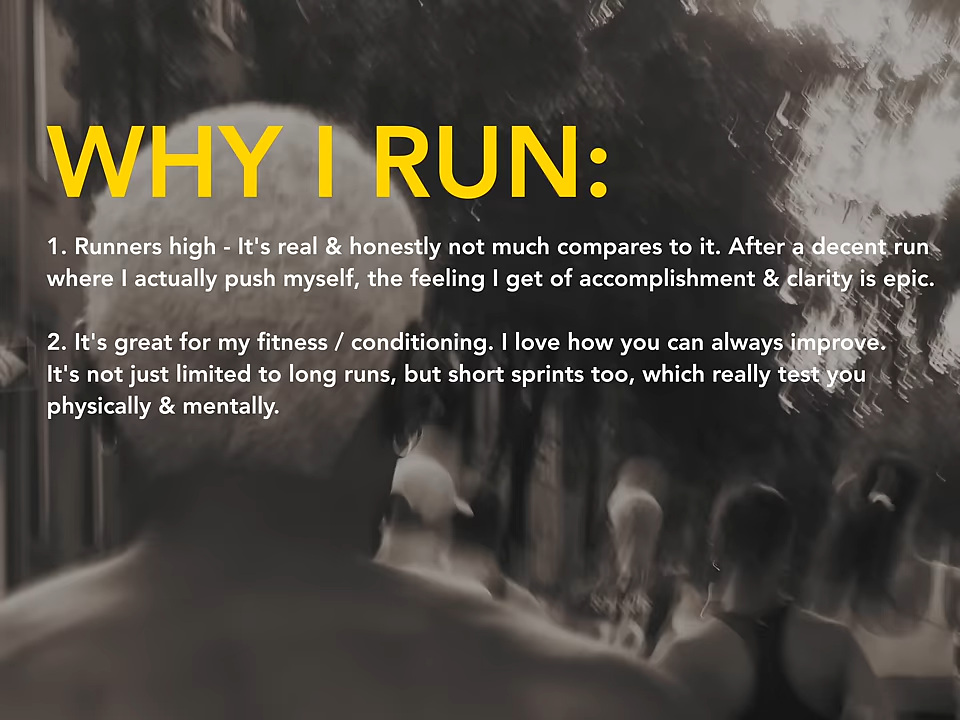 WHY I RUN:
1. Runners high - It's real & honestly not much compares to it. After a decent run
where I actually push myself, the feeling I get of accomplishment & clarity is epic.
2. It's great for my fitness / conditioning. I love how you can always improve.
It's not just limited to long runs, but short sprints too, which really test you
physically & mentally.